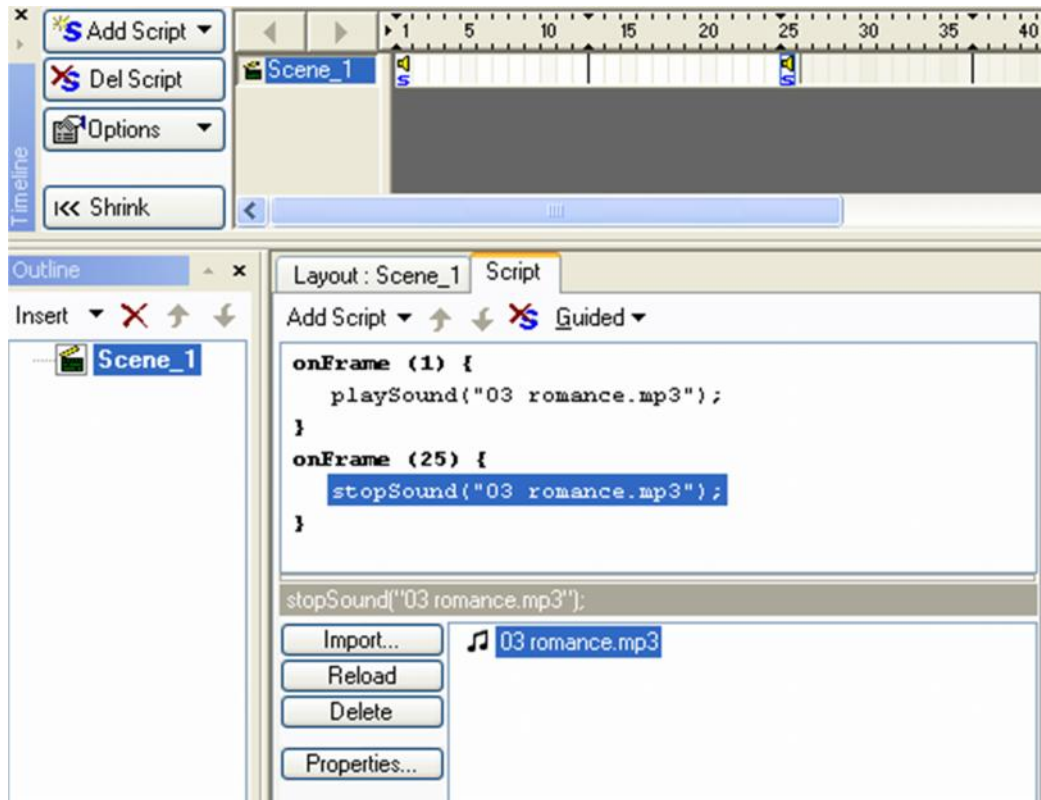 Add Script
Del Script
Options
Shrink
Timeline
1 5 10 15 20 25 30 35 40
Scene_1
Outline
Insert
Scene_1
Layout : Scene_1 Script
Add Script Guided
onFrame (1) {
playSound("03 romance.mp3");
}
onFrame (25) {
stopSound("03 romance.mp3");
}
stopSound("03 romance.mp3");
Import...
Reload
Delete
Properties...
03 romance.mp3